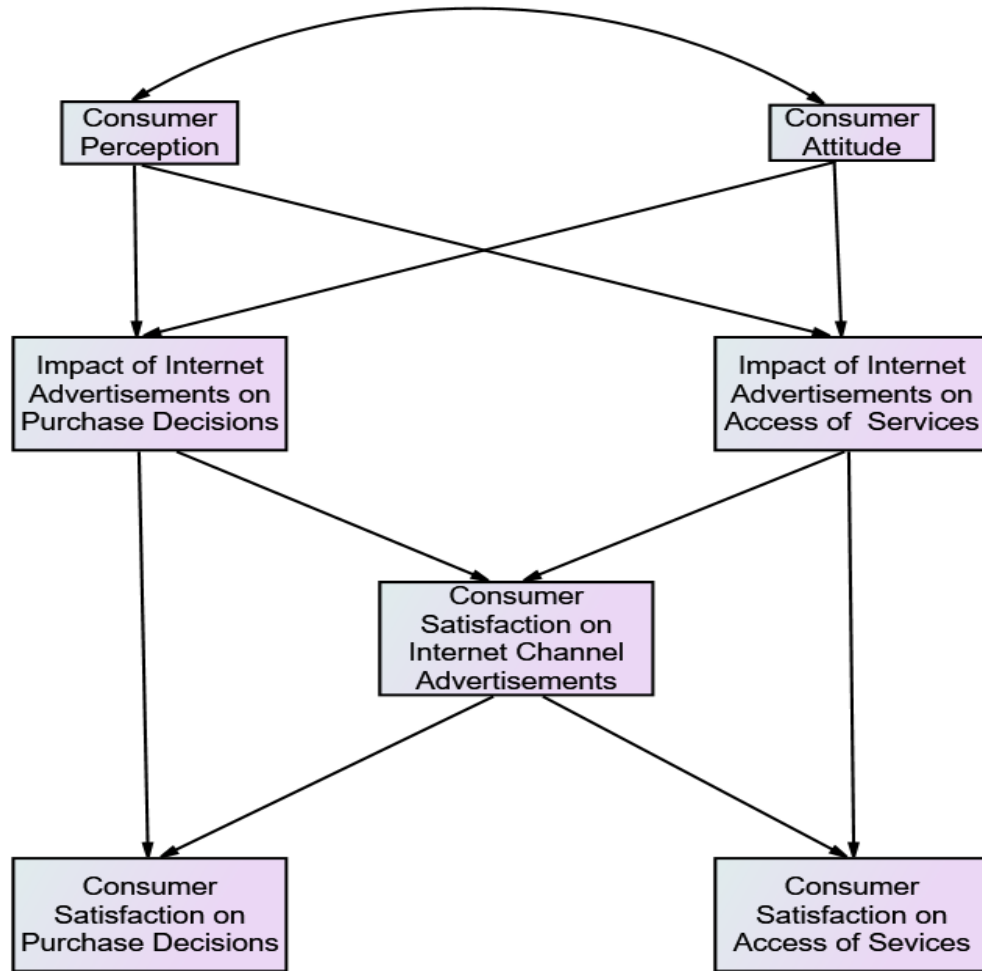 Consumer
Perception
Consumer
Attitude
Impact of Internet
Advertisements on
Purchase Decisions
Impact of Internet
Advertisements on
Access of  Services
Consumer
Satisfaction on
Internet Channel
Advertisements
Consumer
Satisfaction on
Purchase Decisions
Consumer
Satisfaction on
Access of Sevices